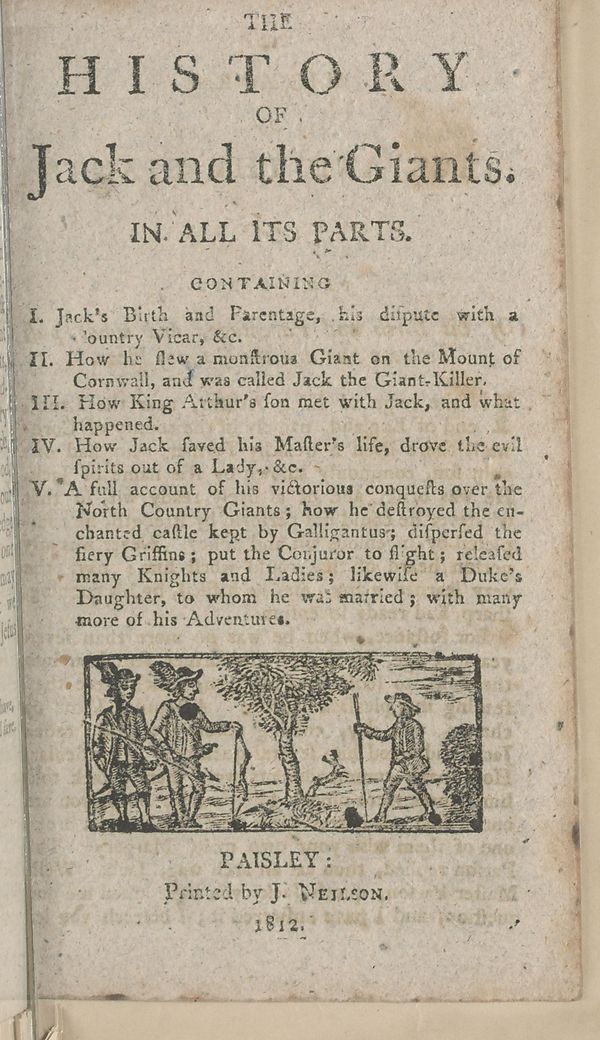 THE
HISTORY
OF
Jack and the Giants.
IN ALL ITS PARTS.
CONTAINING
I. Jack's Birth and Parentage, his diſpute with a
'ountry Vicar, &c.
II. How he ſlew a monſtrous Giant on the Mount of
Cornwall, and was called Jack the Giant-Killer.
III. How King Arthur's ſon met with Jack, and what
happened.
IV. How Jack ſaved his Maſter's life, drove the evil
ſpirits out of a Lady, &c.
V. A full account of his victorious conqueſts over the
North Country Giants; how he deſtroyed the en-
chanted caſtle kept by Galligantus; diſperſed the
fiery Griffins; put the Conjuror to flight; releaſed
many Knights and Ladies; likewiſe a Duke's
Daughter, to whom he was married; with many
more of his Adventures.
PAISLEY:
Printed by J. NEILSON.
1812.